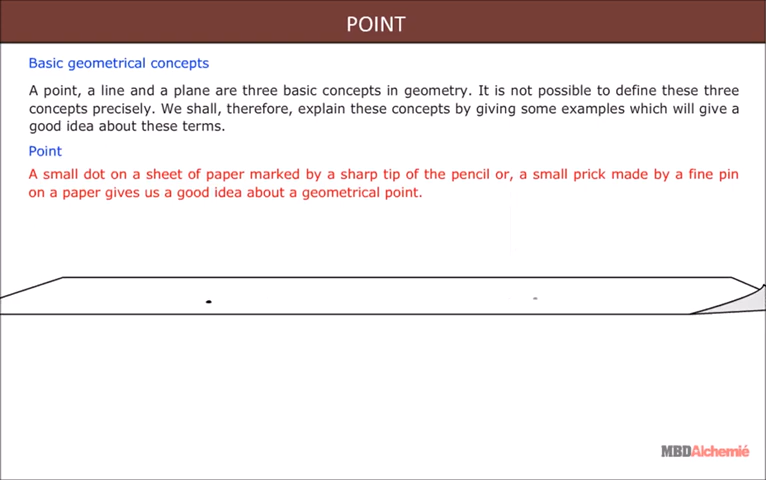 POINT
Basic geometrical concepts
A point, a line and a plane are three basic concepts in geometry. It is not possible to define these three
concepts precisely. We shall, therefore, explain these concepts by giving some examples which will give a
good idea about these terms.
Point
A small dot on a sheet of paper marked by a sharp tip of the pencil or, a small prick made by a fine pin
on a paper gives us a good idea about a geometrical point.
MBDAlchemié